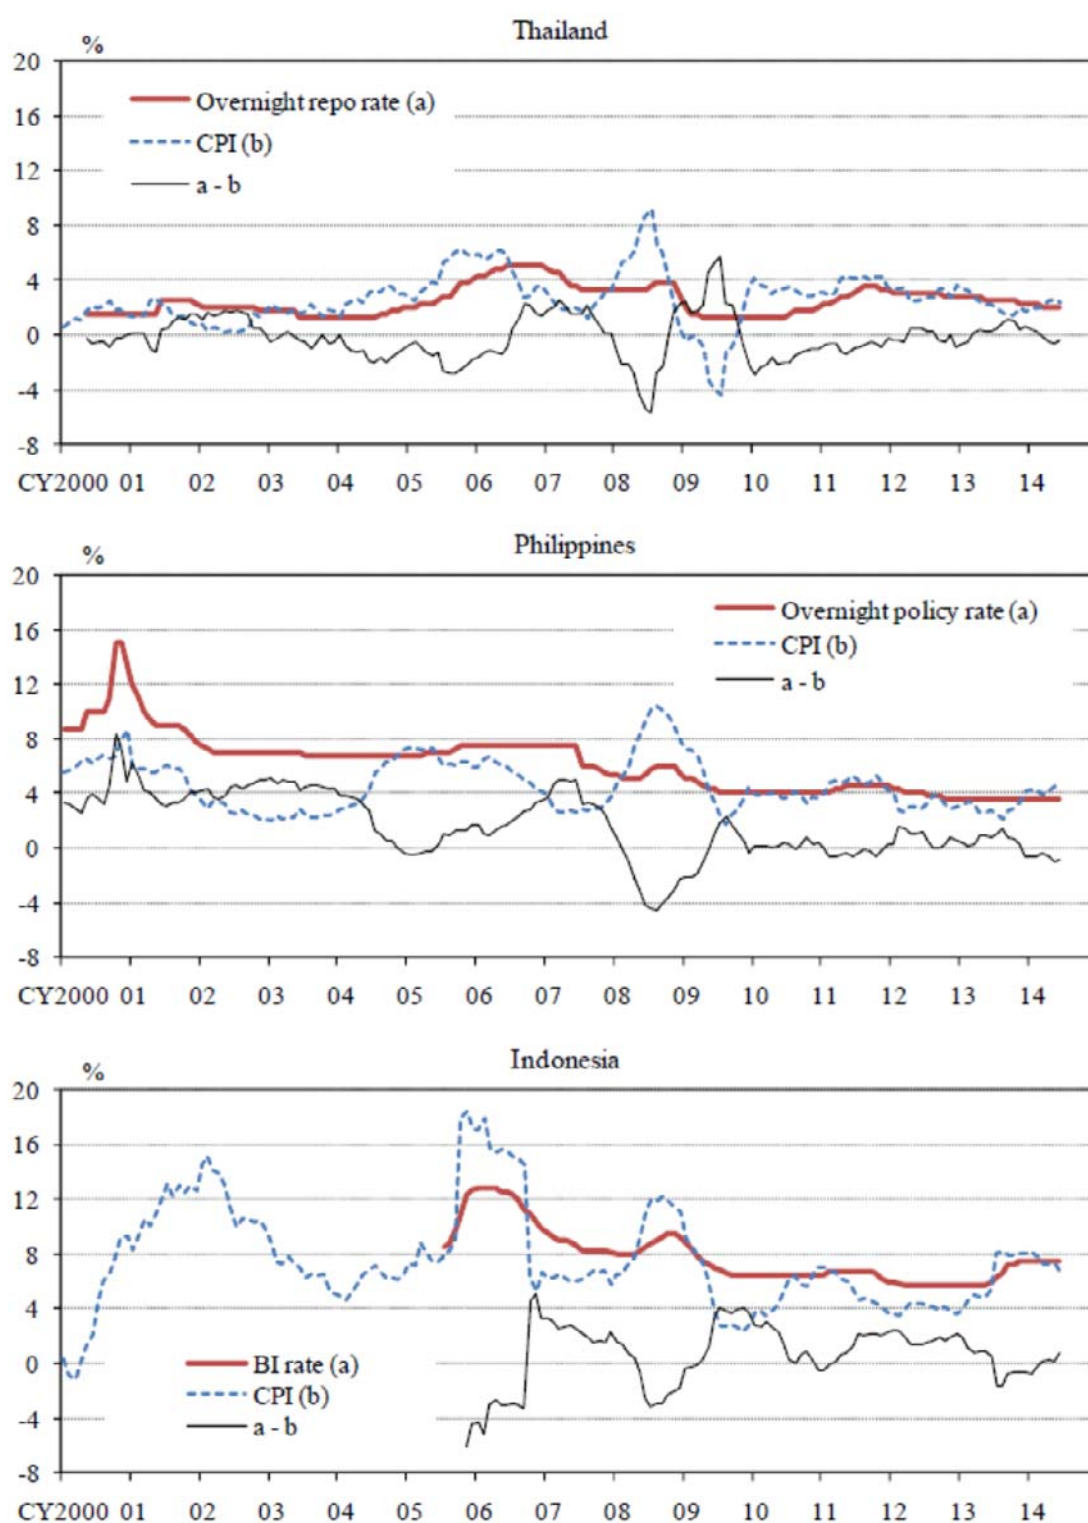 Thailand
%
20
16
12
8
4
0
-4
-8
Overnight repo rate (a)
CPI (b)
a - b
CY2000 01 02 03 04 05 06 07 08 09 10 11 12 13 14
Philippines
%
20
16
12
8
4
0
-4
-8
Overnight policy rate (a)
CPI (b)
a - b
CY2000 01 02 03 04 05 06 07 08 09 10 11 12 13 14
Indonesia
%
20
16
12
8
4
0
-4
-8
BI rate (a)
CPI (b)
a - b
CY2000 01 02 03 04 05 06 07 08 09 10 11 12 13 14